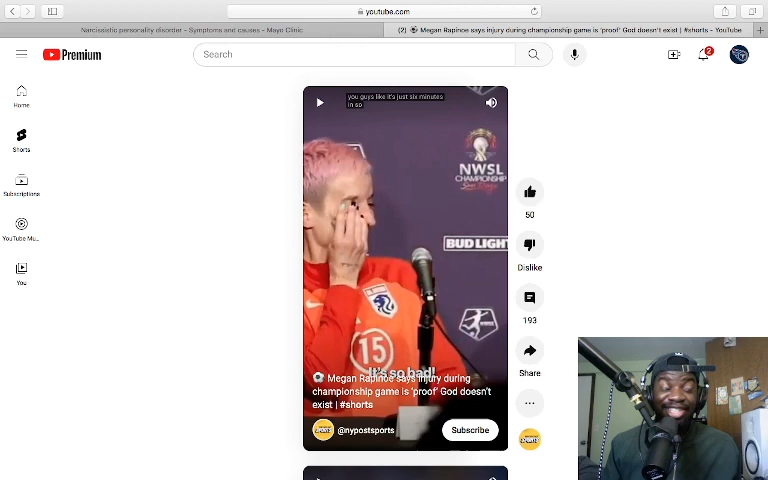 youtube.com
Narcissistic personality disorder - Symptoms and causes - Mayo Clinic
(2) ⚽ Megan Rapinoe says injury during championship game is 'proof' God doesn't exist | #shorts - YouTube
Premium
Search
2
Home
Shorts
Subscriptions
YouTube Mu...
You
you guys like it's just six minutes
in so
NWSL
CHAMPIONSHIP
San Diego
BUD LIGHT
15
It's so bad!
⚽ Megan Rapinoe says injury during
championship game is 'proof' God doesn't
exist | #shorts
@nypostsports
Subscribe
50
Dislike
193
Share